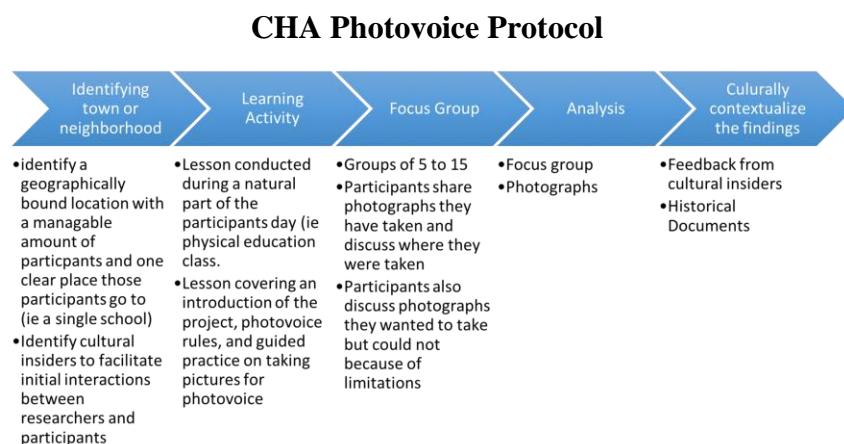 CHA Photovoice Protocol
Identifying
town or
neighborhood
•identify a
geographically
bound location with
a managable
amount of
particpants and one
clear place those
participants go to
(ie a single school)
•Identify cultural
insiders to facilitate
initial interactions
between
researchers and
participants
Learning
Activity
•Lesson conducted
during a natural
part of the
participants day (ie
physical education
class.
•Lesson covering an
introduction of the
project, photovoice
rules, and guided
practice on taking
pictures for
photovoice
Focus Group
•Groups of 5 to 15
•Participants share
photographs they
have taken and
discuss where they
were taken
•Participants also
discuss photographs
they wanted to take
but could not
because of
limitations
Analysis
•Focus group
•Photographs
Culurally
contextualize
the findings
•Feedback from
cultural insiders
•Historical
Documents